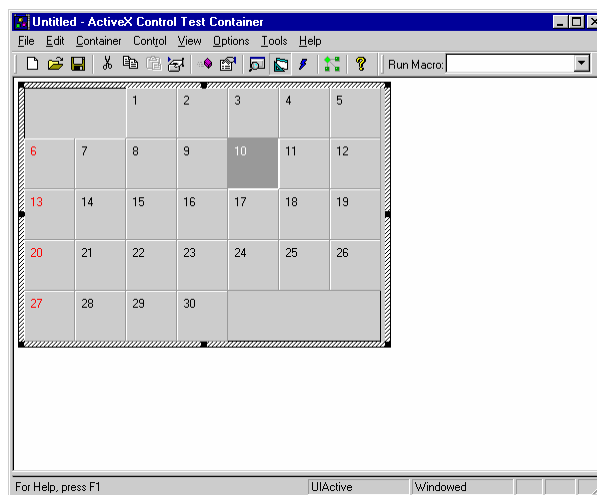 Untitled - ActiveX Control Test Container
File Edit Container Control View Options Tools Help
Run Macro:
1 2 3 4 5
6 7 8 9 10 11 12
13 14 15 16 17 18 19
20 21 22 23 24 25 26
27 28 29 30
For Help, press F1 UIActive Windowed